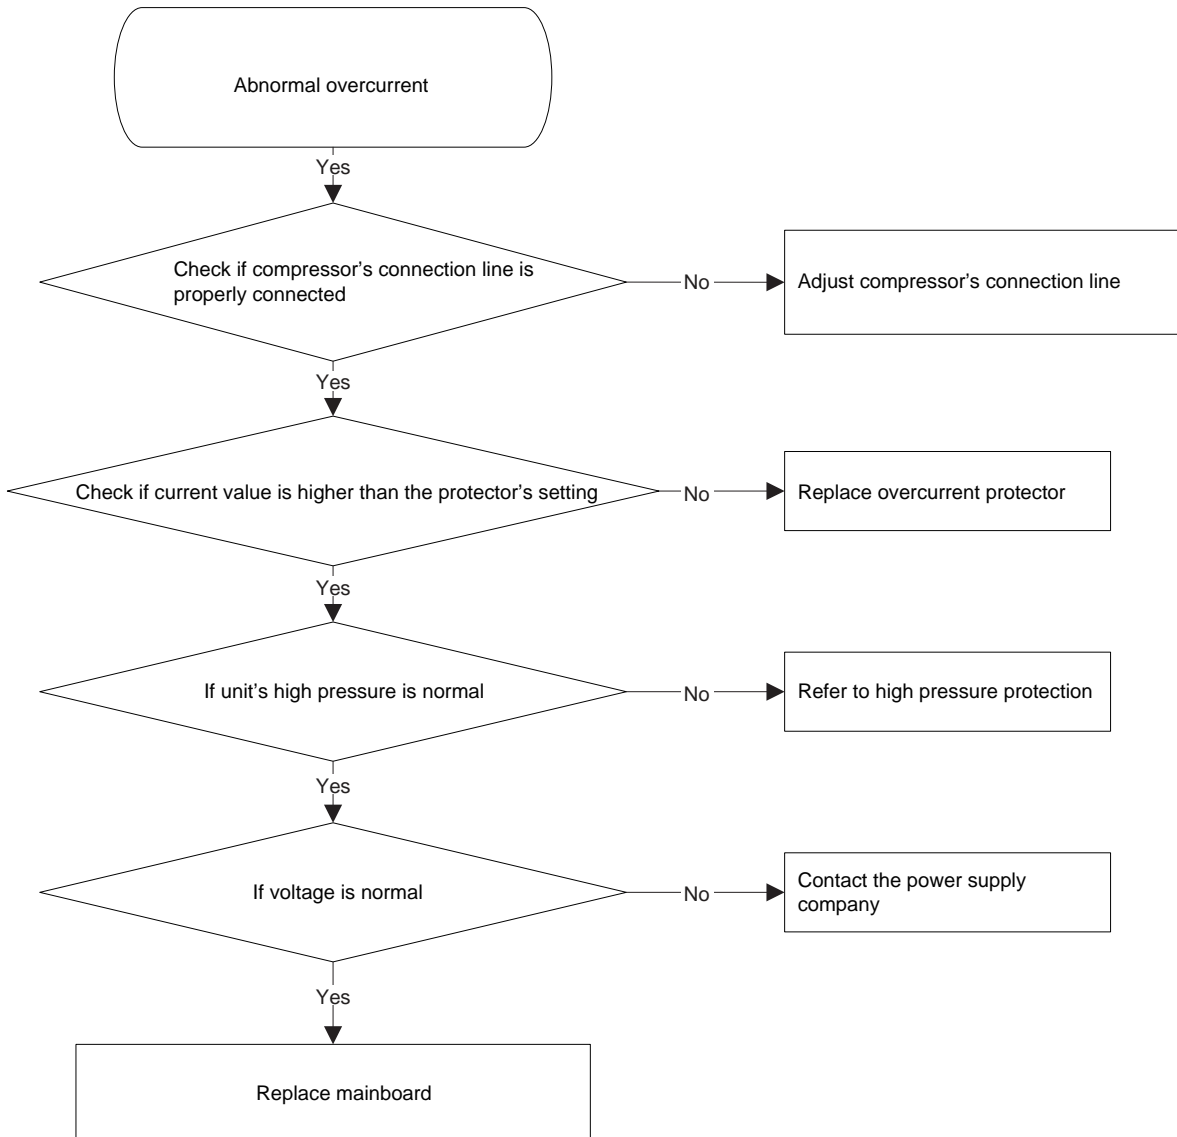 Abnormal overcurrent
Yes
Check if compressor’s connection line is
properly connected
No
Adjust compressor’s connection line
Yes
Check if current value is higher than the protector’s setting
No
Replace overcurrent protector
Yes
If unit’s high pressure is normal
No
Refer to high pressure protection
Yes
If voltage is normal
No
Contact the power supply
company
Yes
Replace mainboard